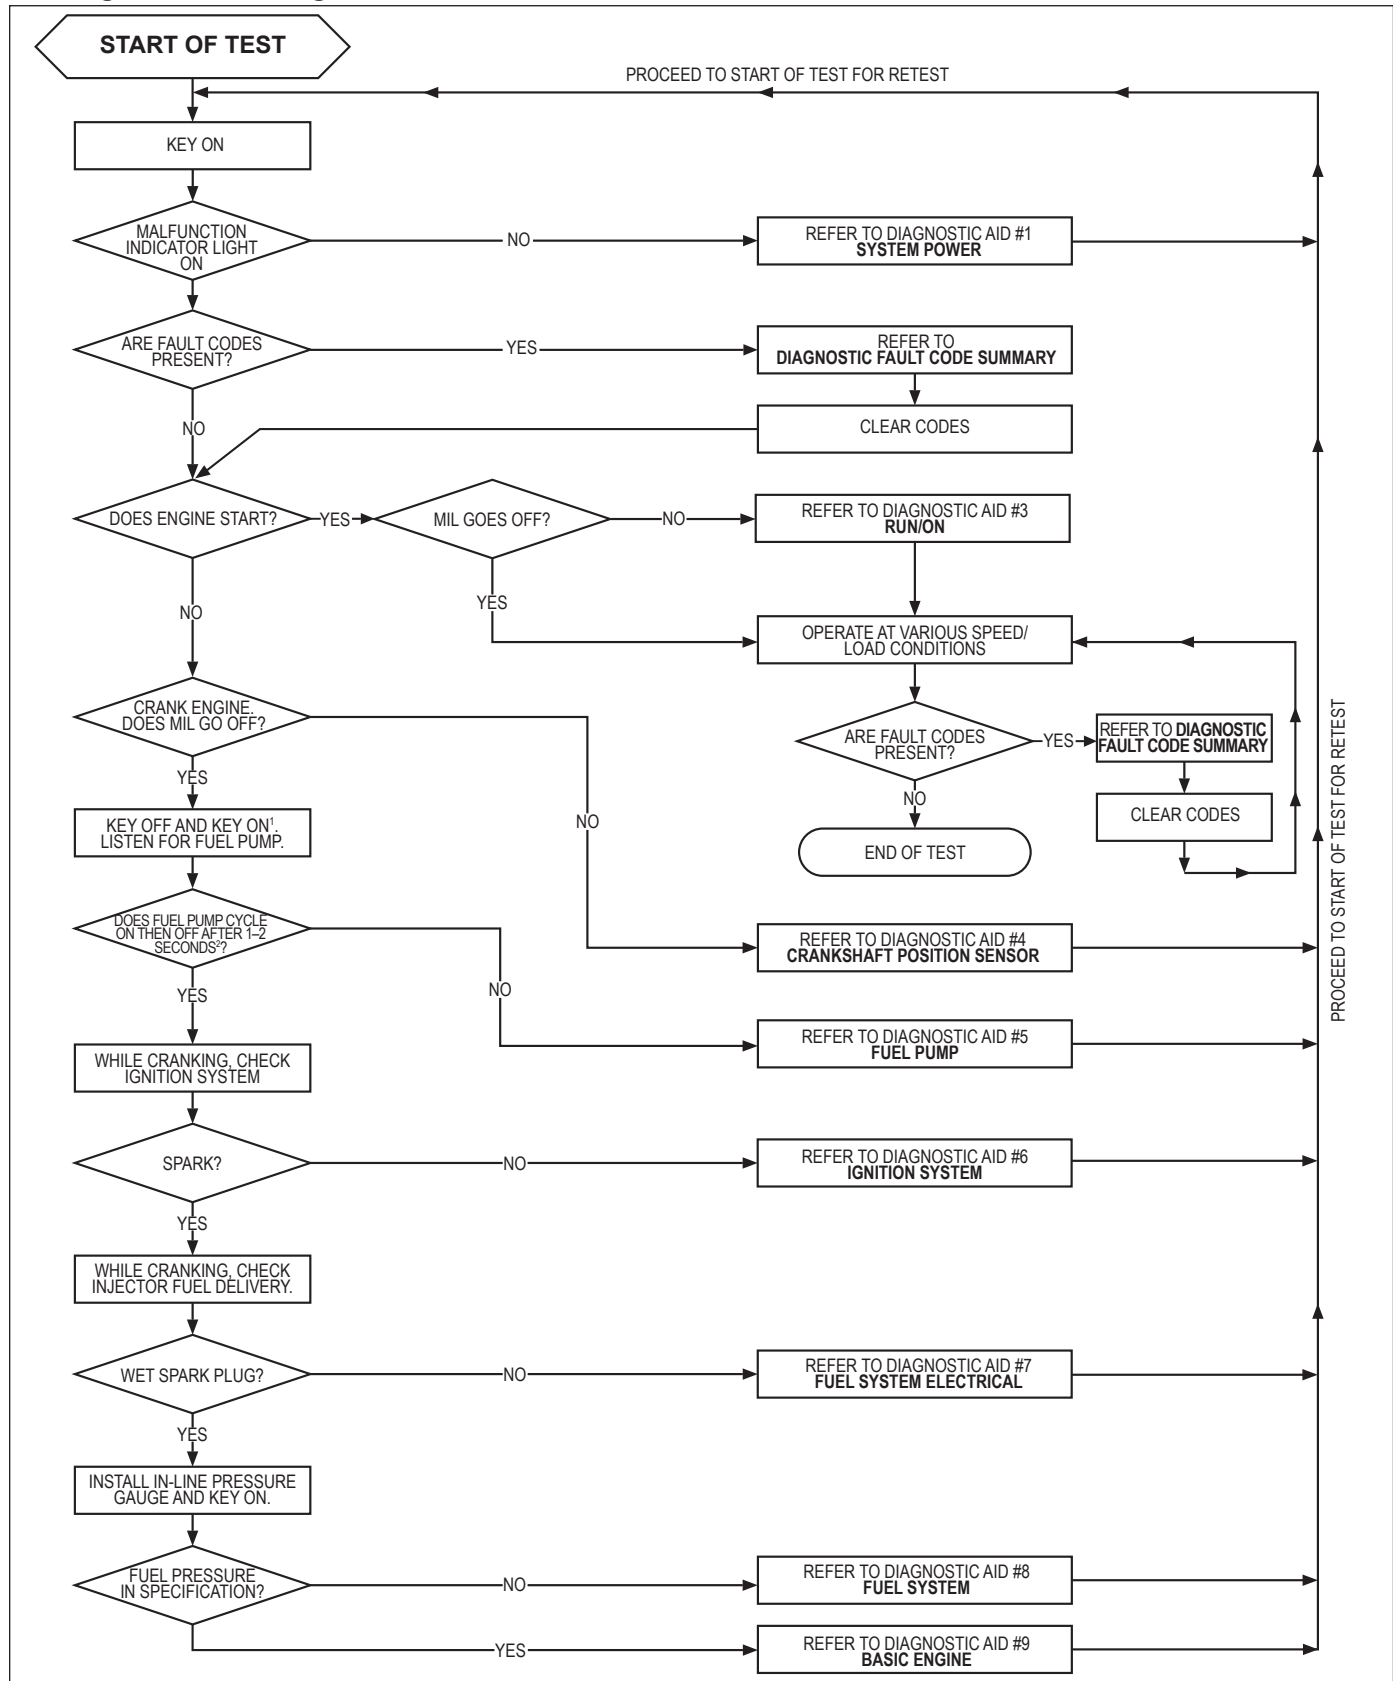 START OF TEST
PROCEED TO START OF TEST FOR RETEST
KEY ON
MALFUNCTION
INDICATOR LIGHT
ON
NO
REFER TO DIAGNOSTIC AID #1
SYSTEM POWER
ARE FAULT CODES
PRESENT?
YES
REFER TO
DIAGNOSTIC FAULT CODE SUMMARY
CLEAR CODES
NO
DOES ENGINE START?
YES
MIL GOES OFF?
NO
REFER TO DIAGNOSTIC AID #3
RUN/ON
YES
NO
OPERATE AT VARIOUS SPEED/
LOAD CONDITIONS
CRANK ENGINE.
DOES MIL GO OFF?
ARE FAULT CODES
PRESENT?
YES
REFER TO DIAGNOSTIC
FAULT CODE SUMMARY
PROCEED TO START OF TEST FOR RETEST
YES
NO
CLEAR CODES
KEY OFF AND KEY ON¹.
LISTEN FOR FUEL PUMP.
NO
END OF TEST
DOES FUEL PUMP CYCLE
ON THEN OFF AFTER 1–2
SECONDS²?
REFER TO DIAGNOSTIC AID #4
CRANKSHAFT POSITION SENSOR
YES
NO
WHILE CRANKING, CHECK
IGNITION SYSTEM
REFER TO DIAGNOSTIC AID #5
FUEL PUMP
SPARK?
NO
REFER TO DIAGNOSTIC AID #6
IGNITION SYSTEM
YES
WHILE CRANKING, CHECK
INJECTOR FUEL DELIVERY.
WET SPARK PLUG?
NO
REFER TO DIAGNOSTIC AID #7
FUEL SYSTEM ELECTRICAL
YES
INSTALL IN-LINE PRESSURE
GAUGE AND KEY ON.
FUEL PRESSURE
IN SPECIFICATION?
NO
REFER TO DIAGNOSTIC AID #8
FUEL SYSTEM
YES
REFER TO DIAGNOSTIC AID #9
BASIC ENGINE